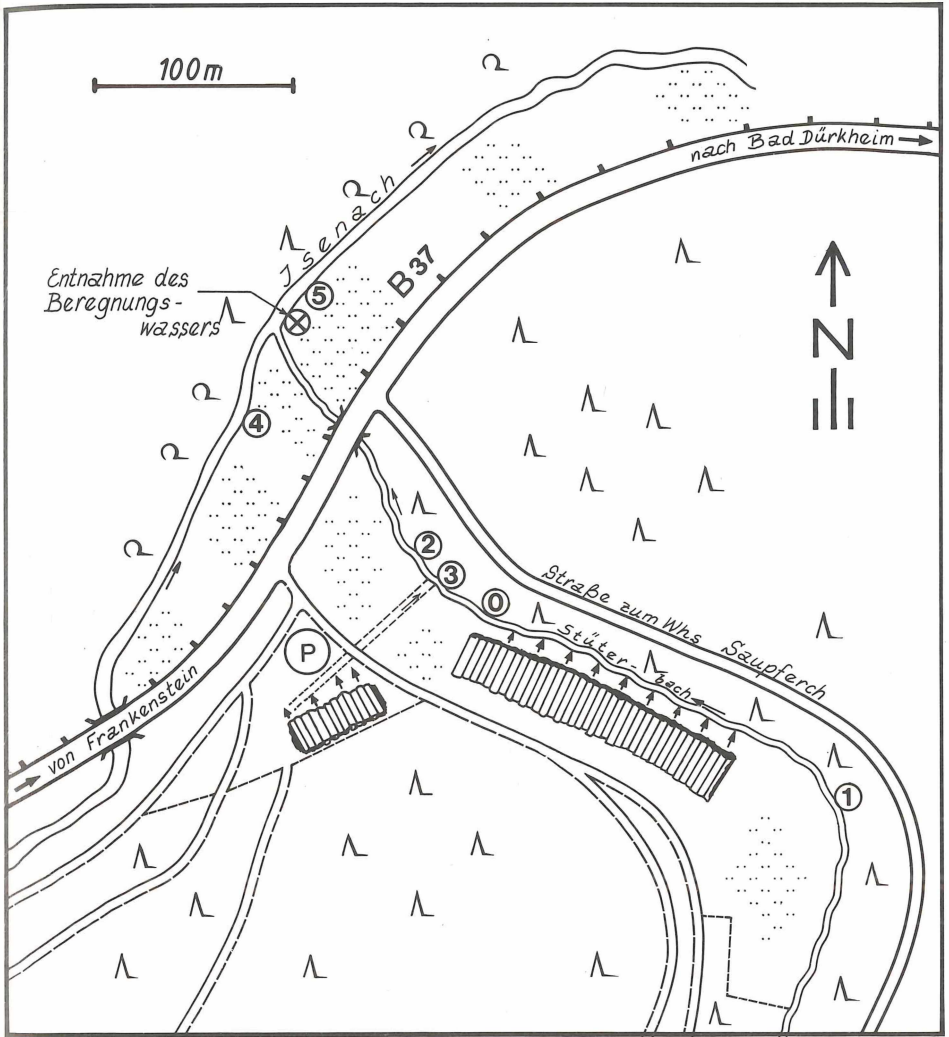 100m
nach Bad Dürkheim
Isenach
B 37
Entnahme des
Beregnungs-
wassers
5
N
4
2
3
0
Straße zum Whs Saupferch
Stüter-
bach
P
von Frankenstein
1